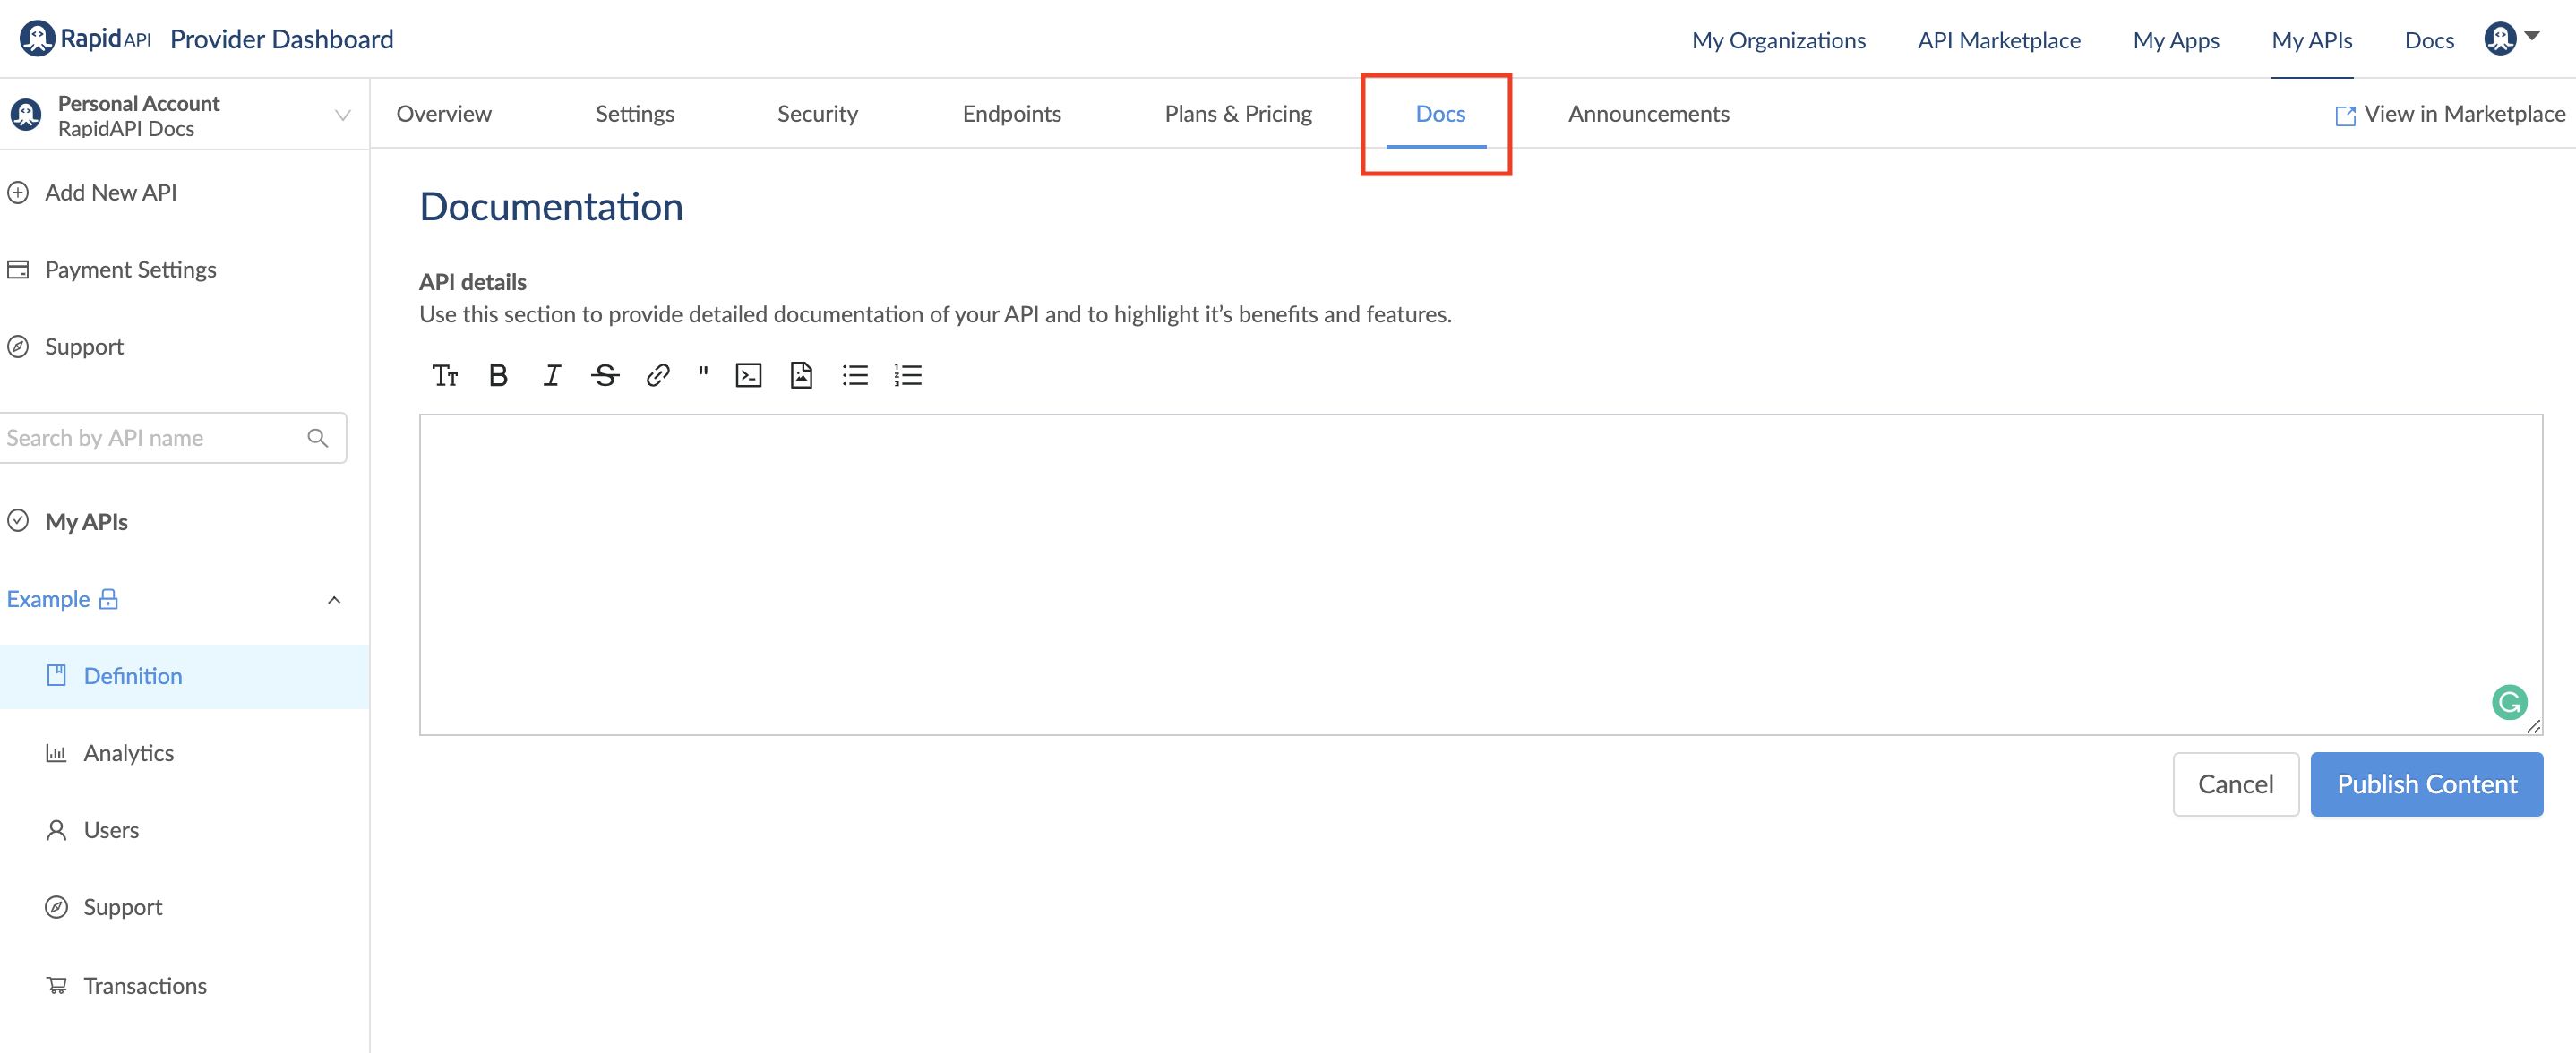 RapidAPI Provider Dashboard
My Organizations API Marketplace My Apps My APIs Docs
Personal Account
RapidAPI Docs
Overview Settings Security Endpoints Plans & Pricing Docs Announcements View in Marketplace
Add New API
Payment Settings
Support
Search by API name
My APIs
Example
Definition
Analytics
Users
Support
Transactions
Documentation
API details
Use this section to provide detailed documentation of your API and to highlight it’s benefits and features.
Cancel Publish Content